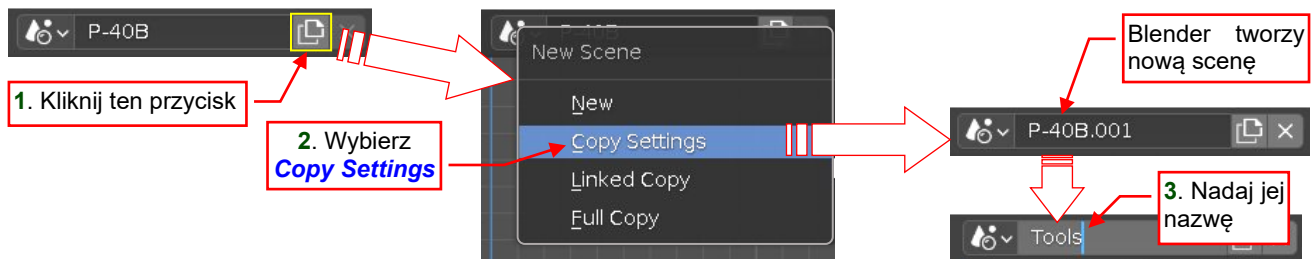 P-40B
1. Kliknij ten przycisk
New Scene
New
Copy Settings
Linked Copy
Full Copy
2. Wybierz
Copy Settings
Blender tworzy
nową scenę
P-40B.001
3. Nadaj jej
nazwę
Tools